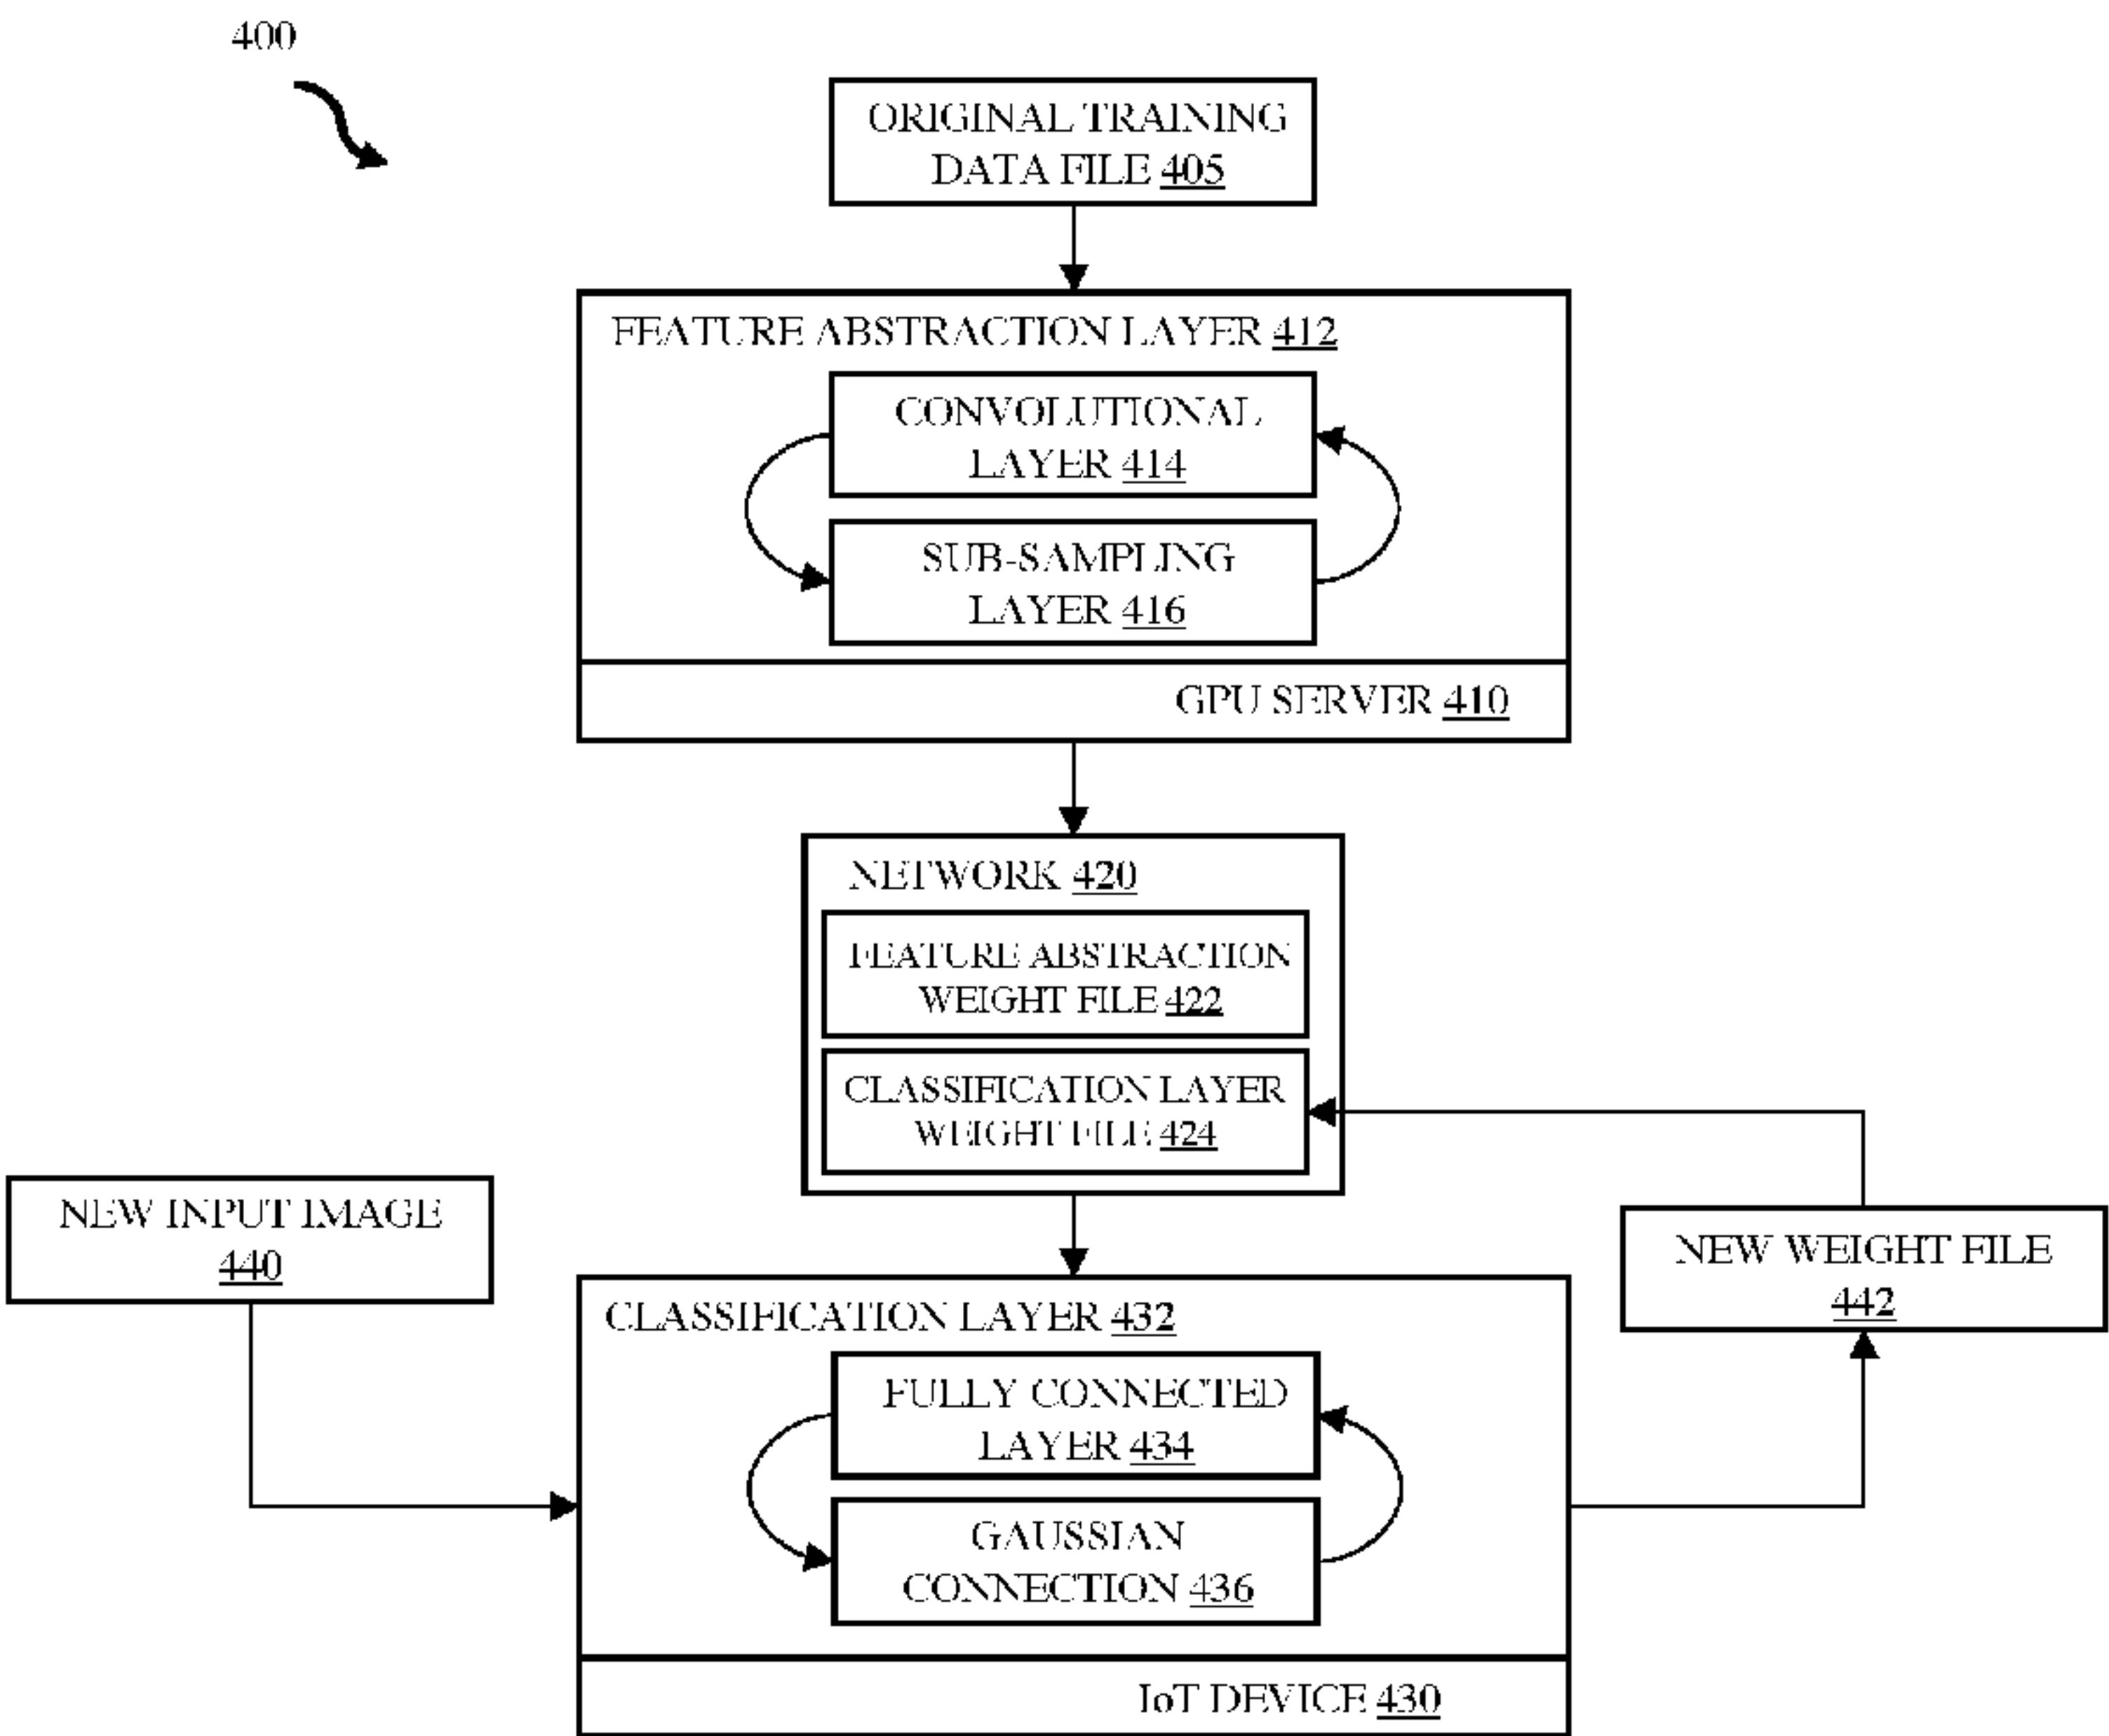 400
ORIGINAL TRAINING
DATA FILE 405
FEATURE ABSTRACTION LAYER 412
CONVOLUTIONAL
LAYER 414
SUB-SAMPLING
LAYER 416
GPU SERVER 410
NETWORK 420
FEATURE ABSTRACTION
WEIGHT FILE 422
CLASSIFICATION LAYER
WEIGHT FILE 424
NEW INPUT IMAGE
440
NEW WEIGHT FILE
442
CLASSIFICATION LAYER 432
FULLY CONNECTED
LAYER 434
GAUSSIAN
CONNECTION 436
IoT DEVICE 430